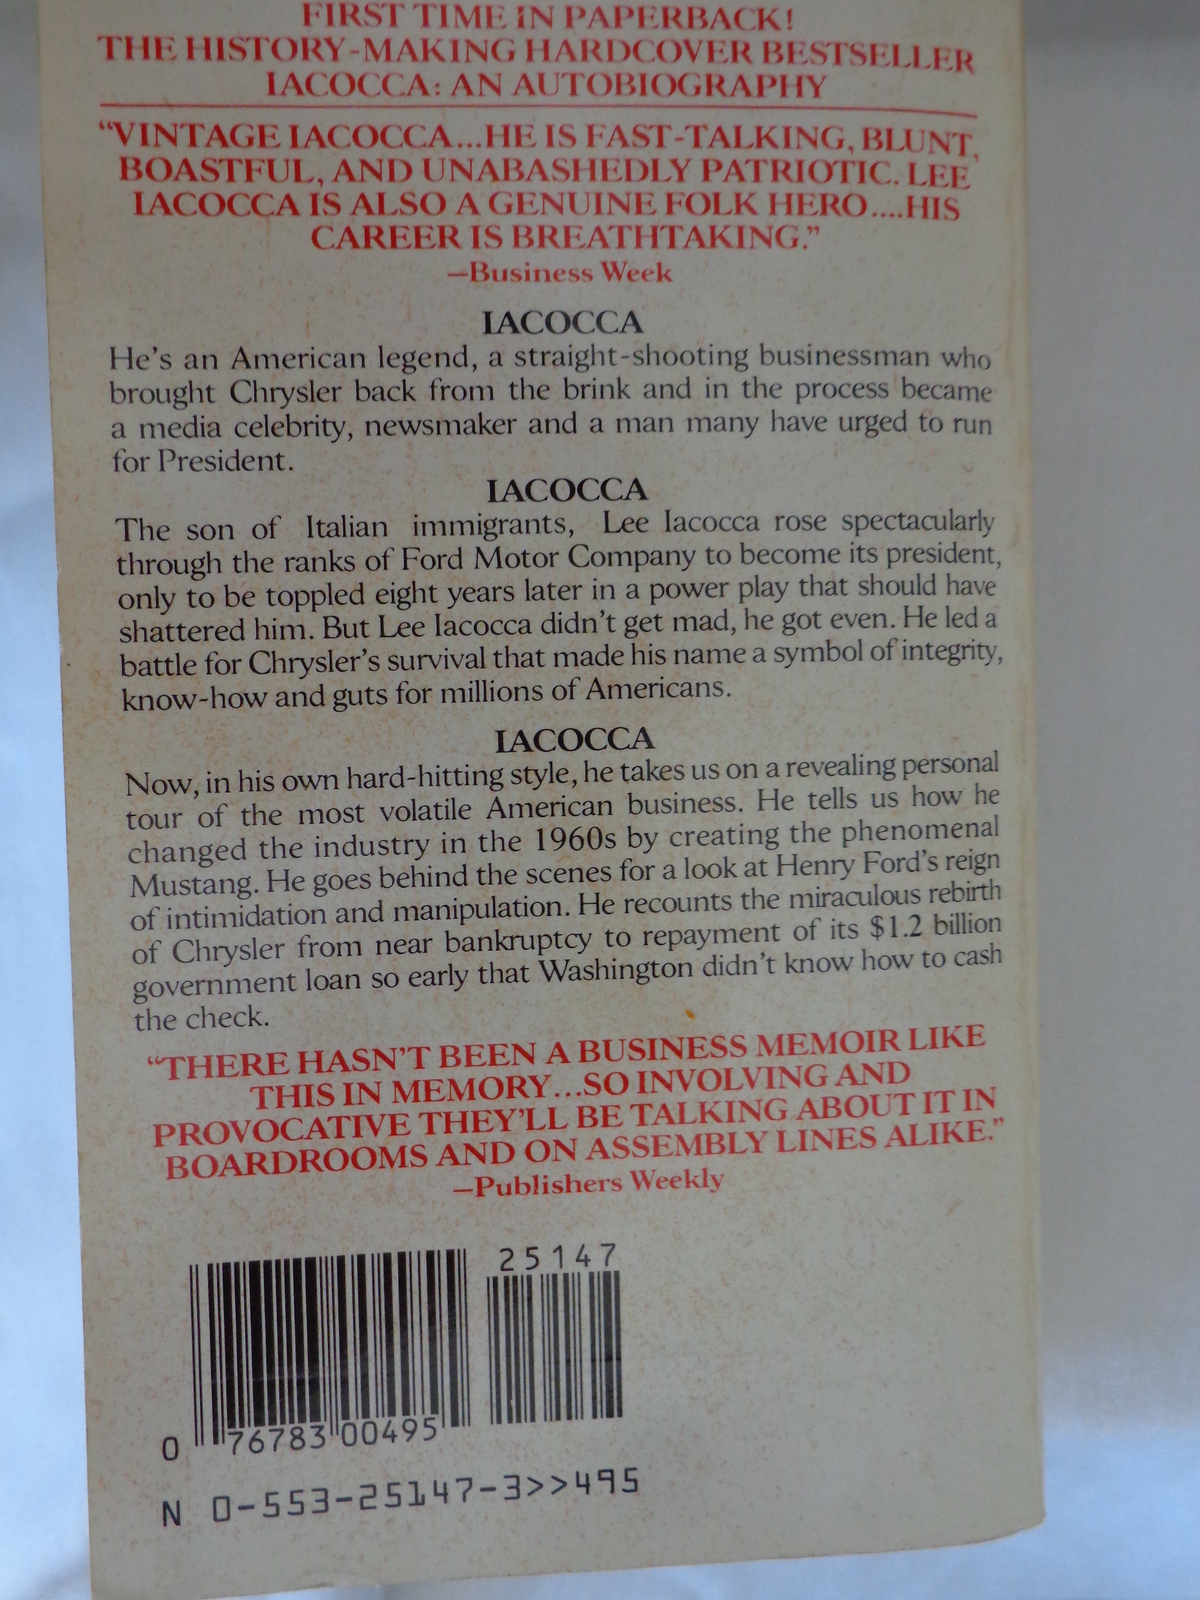 FIRST TIME IN PAPERBACK!
THE HISTORY-MAKING HARDCOVER BESTSELLER
IACOCCA: AN AUTOBIOGRAPHY
“VINTAGE IACOCCA...HE IS FAST-TALKING, BLUNT,
BOASTFUL, AND UNABASHEDLY PATRIOTIC. LEE
IACOCCA IS ALSO A GENUINE FOLK HERO....HIS
CAREER IS BREATHTAKING.”
—Business Week
IACOCCA
He's an American legend, a straight-shooting businessman who
brought Chrysler back from the brink and in the process became
a media celebrity, newsmaker and a man many have urged to run
for President.
IACOCCA
The son of Italian immigrants, Lee Iacocca rose spectacularly
through the ranks of Ford Motor Company to become its president,
only to be toppled eight years later in a power play that should have
shattered him. But Lee Iacocca didn't get mad, he got even. He led a
battle for Chrysler's survival that made his name a symbol of integrity,
know-how and guts for millions of Americans.
IACOCCA
Now, in his own hard-hitting style, he takes us on a revealing personal
tour of the most volatile American business. He tells us how he
changed the industry in the 1960s by creating the phenomenal
Mustang. He goes behind the scenes for a look at Henry Ford's reign
of intimidation and manipulation. He recounts the miraculous rebirth
of Chrysler from near bankruptcy to repayment of its $1.2 billion
government loan so early that Washington didn't know how to cash
the check.
“THERE HASN'T BEEN A BUSINESS MEMOIR LIKE
THIS IN MEMORY...SO INVOLVING AND
PROVOCATIVE THEY'LL BE TALKING ABOUT IT IN
BOARDROOMS AND ON ASSEMBLY LINES ALIKE.”
—Publishers Weekly
25147
0 76783 00495
N 0-553-25147-3>>495